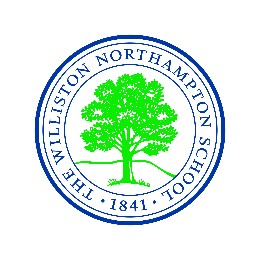 THE WILLISTON NORTHAMPTON SCHOOL
• 1841 •